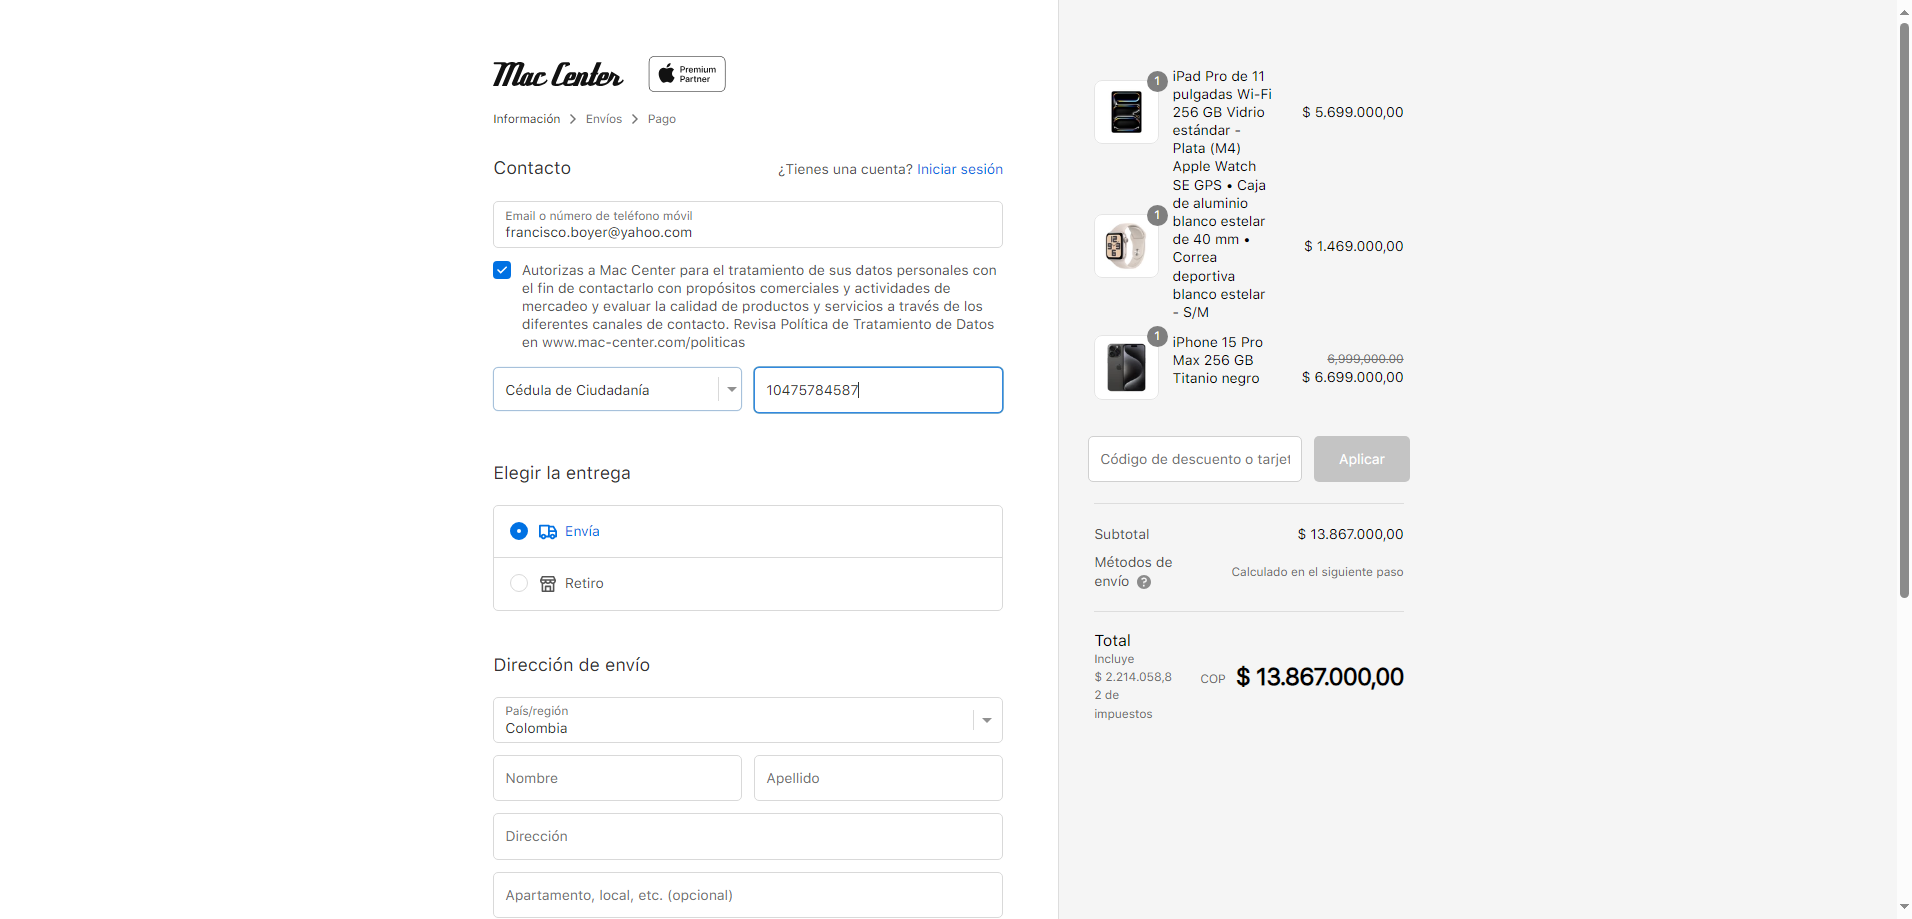 Mac Center
Premium
Partner
Información
Envíos
Pago
Contacto
¿Tienes una cuenta? Iniciar sesión
Email o número de teléfono móvil
francisco.boyer@yahoo.com
Autorizas a Mac Center para el tratamiento de sus datos personales con
el fin de contactarlo con propósitos comerciales y actividades de
mercadeo y evaluar la calidad de productos y servicios a través de los
diferentes canales de contacto. Revisa Política de Tratamiento de Datos
en www.mac-center.com/politicas
Cédula de Ciudadanía
10475784587
Elegir la entrega
Envía
Retiro
Dirección de envío
País/región
Colombia
Nombre
Apellido
Dirección
Apartamento, local, etc. (opcional)
1
iPad Pro de 11
pulgadas Wi-Fi
256 GB Vidrio
estándar -
Plata (M4)
$ 5.699.000,00
1
Apple Watch
SE GPS • Caja
de aluminio
blanco estelar
de 40 mm •
Correa
deportiva
blanco estelar
- S/M
$ 1.469.000,00
1
iPhone 15 Pro
Max 256 GB
Titanio negro
6,999,000.00
$ 6.699.000,00
Código de descuento o tarjet
Aplicar
Subtotal
$ 13.867.000,00
Métodos de
envío ?
Calculado en el siguiente paso
Total
Incluye
$ 2.214.058,8
2 de
impuestos
COP $ 13.867.000,00